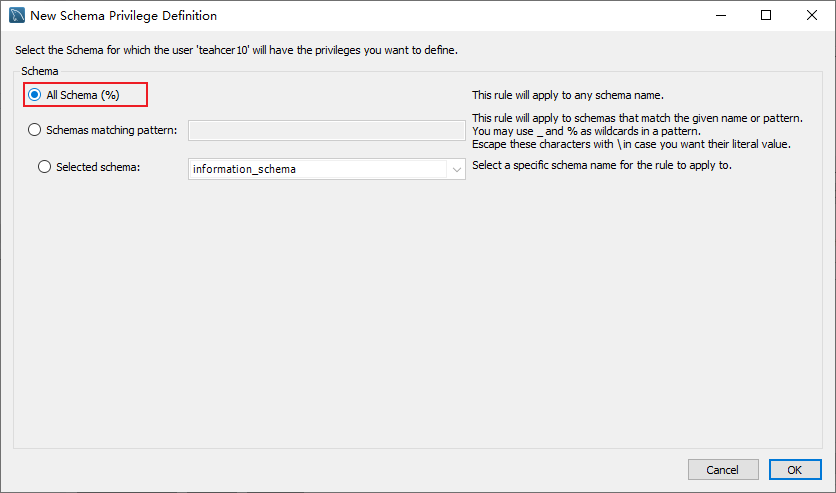 New Schema Privilege Definition
Select the Schema for which the user 'teahcer10' will have the privileges you want to define.
Schema
All Schema (%)
This rule will apply to any schema name.
Schemas matching pattern:
This rule will apply to schemas that match the given name or pattern.
You may use _ and % as wildcards in a pattern.
Escape these characters with \ in case you want their literal value.
Selected schema:
information_schema
Select a specific schema name for the rule to apply to.
Cancel
OK